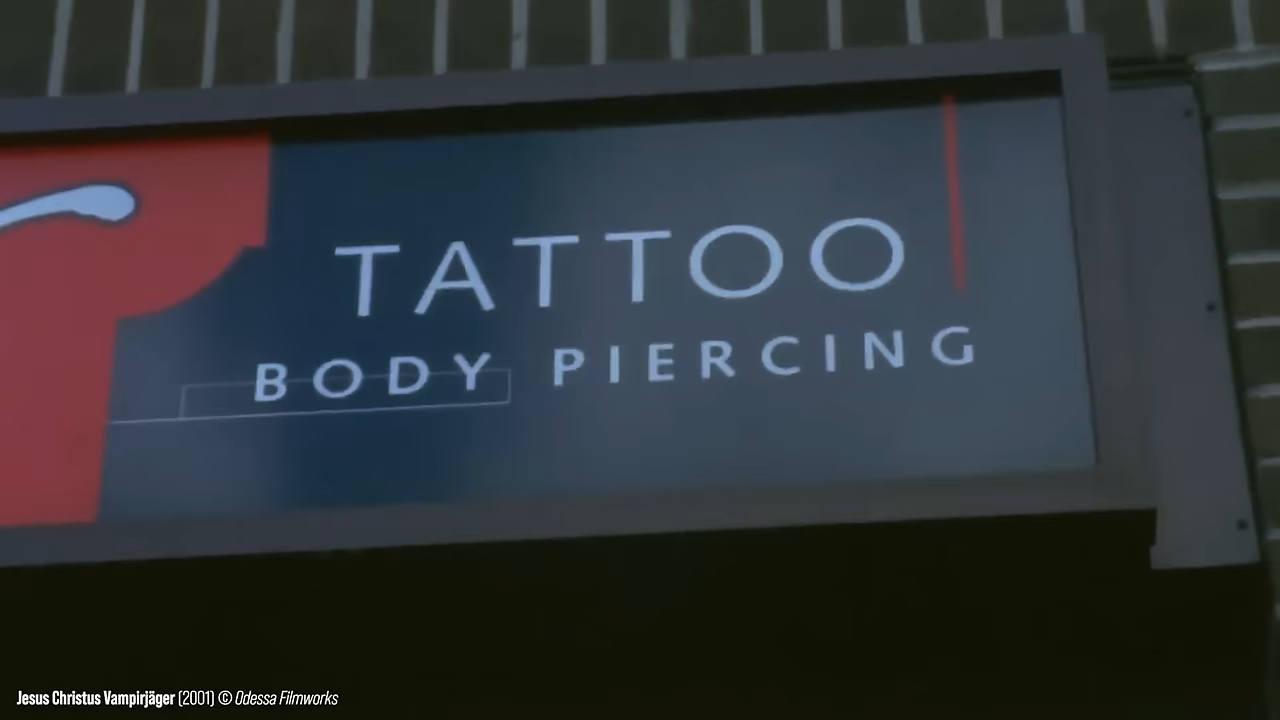 TATTOO
BODY PIERCING
Jesus Christus Vampirjäger (2001) © Odessa Filmworks